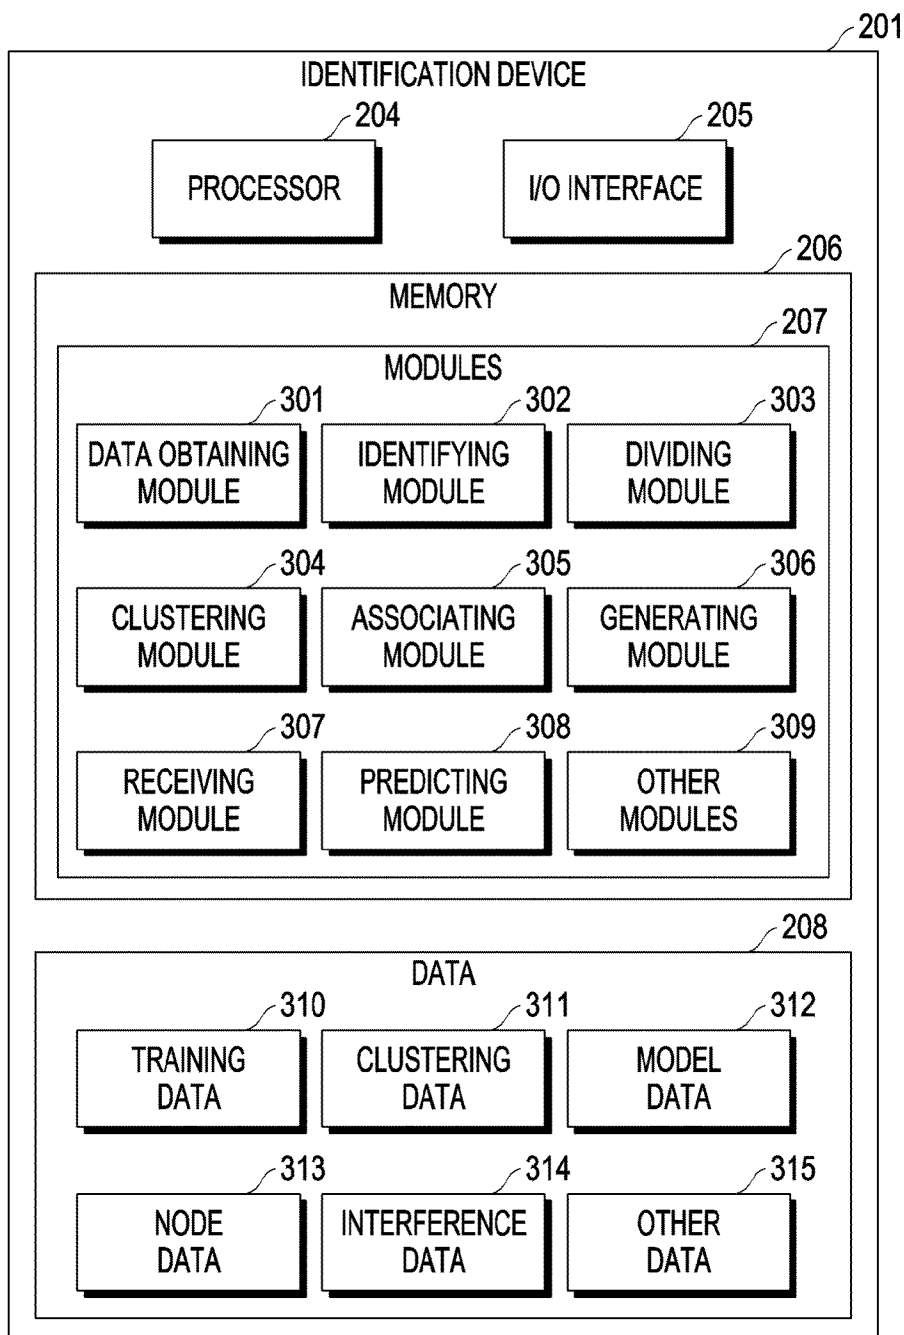 201
IDENTIFICATION DEVICE
204
205
PROCESSOR
I/O INTERFACE
206
MEMORY
207
MODULES
301
302
303
DATA OBTAINING
MODULE
IDENTIFYING
MODULE
DIVIDING
MODULE
304
305
306
CLUSTERING
MODULE
ASSOCIATING
MODULE
GENERATING
MODULE
307
308
309
RECEIVING
MODULE
PREDICTING
MODULE
OTHER
MODULES
208
DATA
310
311
312
TRAINING
DATA
CLUSTERING
DATA
MODEL
DATA
313
314
315
NODE
DATA
INTERFERENCE
DATA
OTHER
DATA